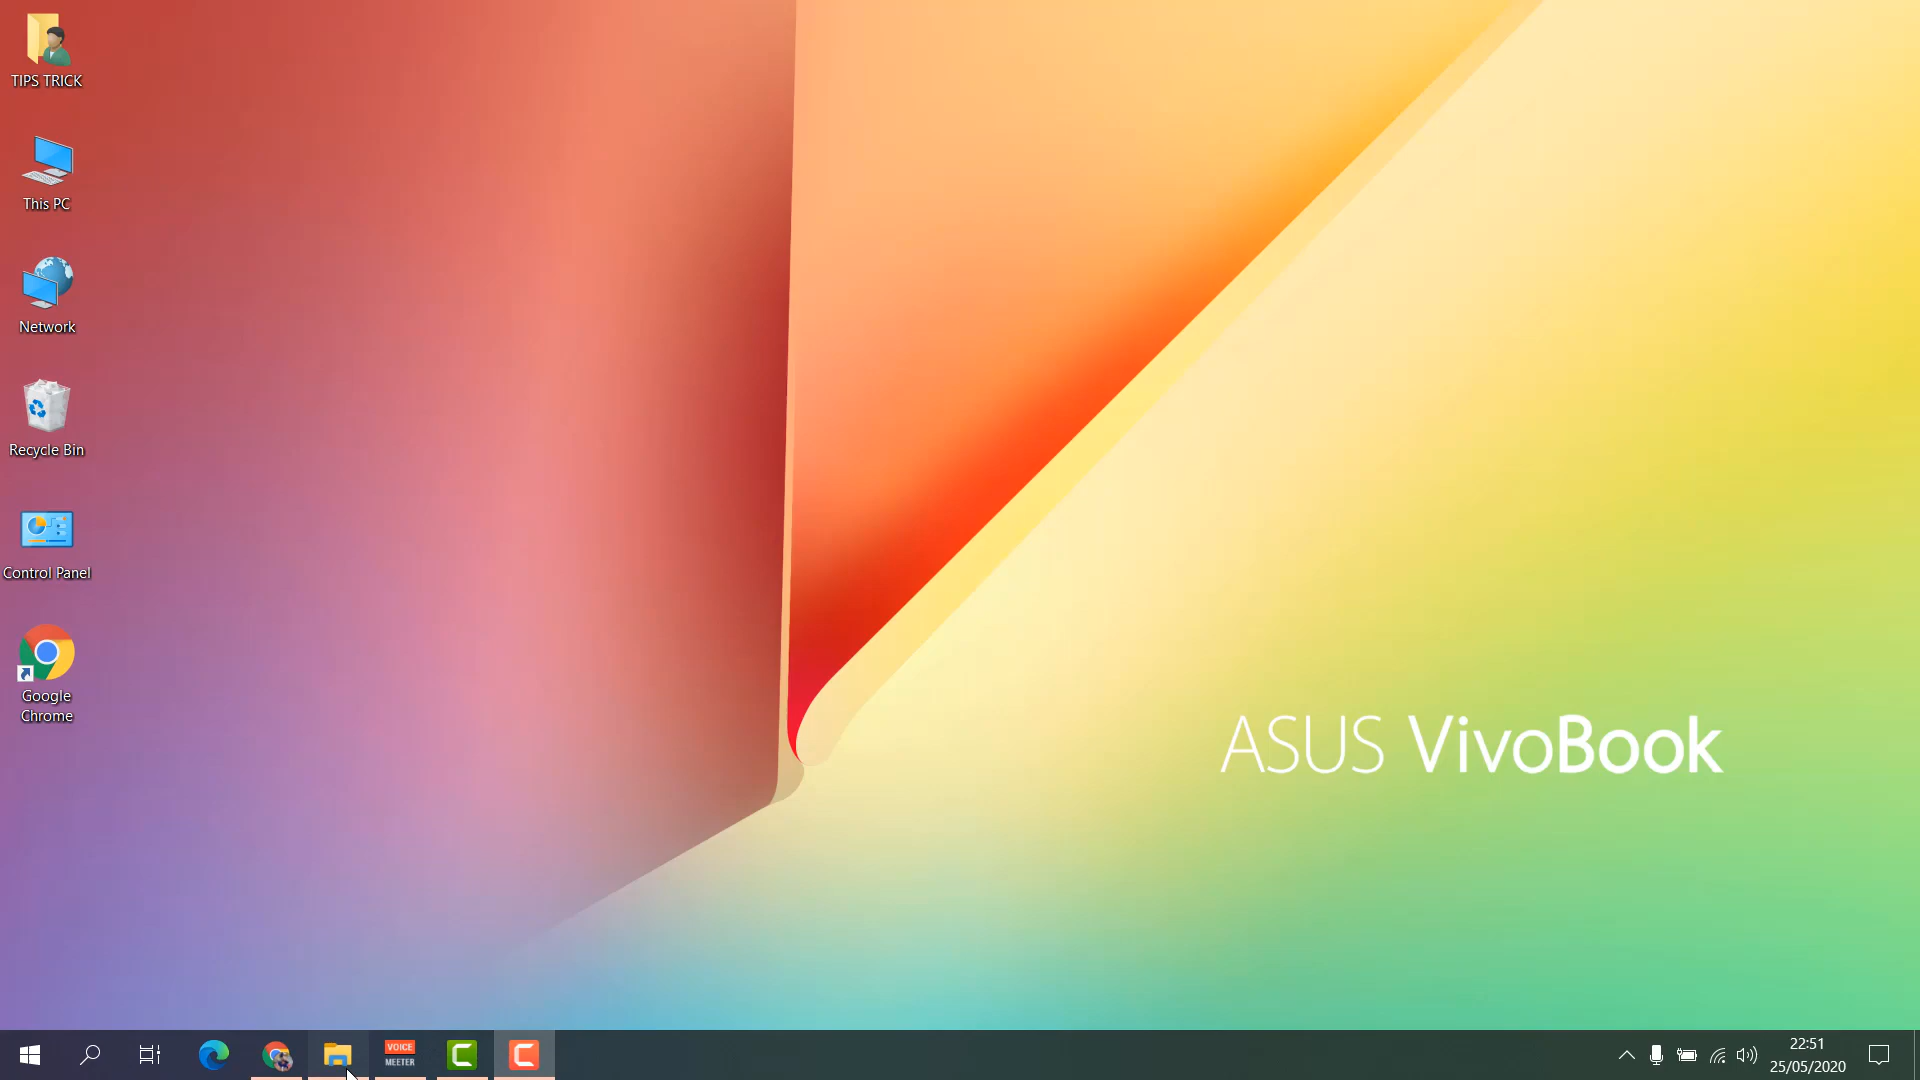 TIPS TRICK
This PC
Network
Recycle Bin
Control Panel
Google
Chrome
ASUS VivoBook
VOICE
MEETER
22:51
25/05/2020